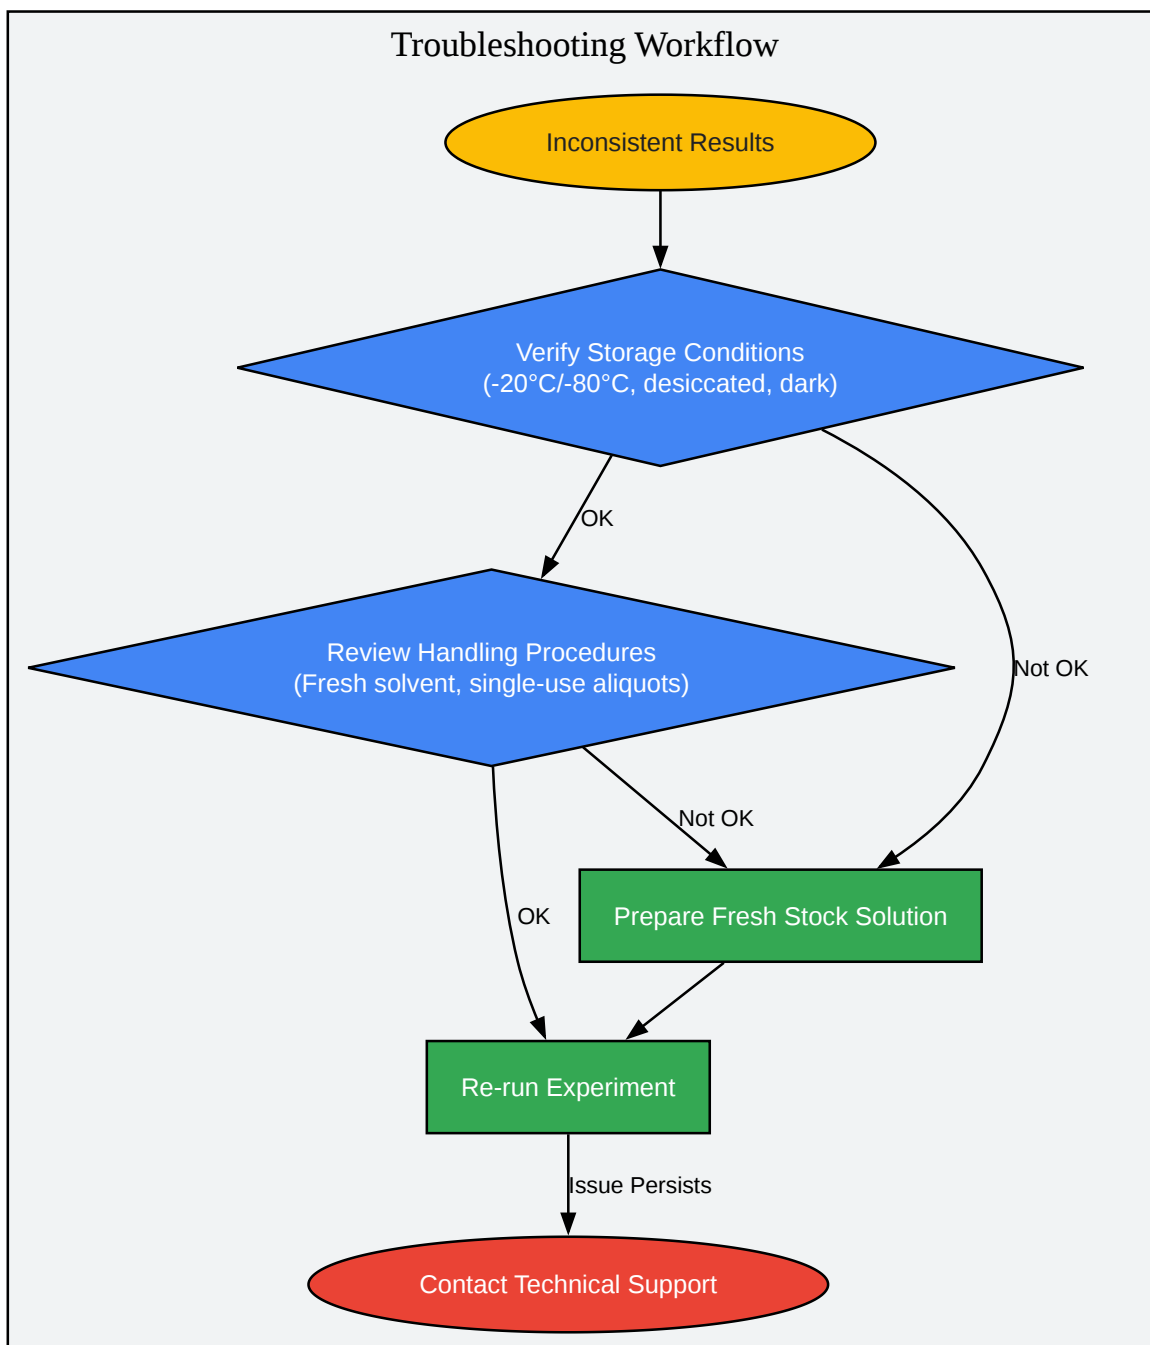 Troubleshooting Workflow
Inconsistent Results
Verify Storage Conditions
(-20°C/-80°C, desiccated, dark)
OK
Review Handling Procedures
(Fresh solvent, single-use aliquots)
Not OK
Not OK
OK
Prepare Fresh Stock Solution
Re-run Experiment
Issue Persists
Contact Technical Support